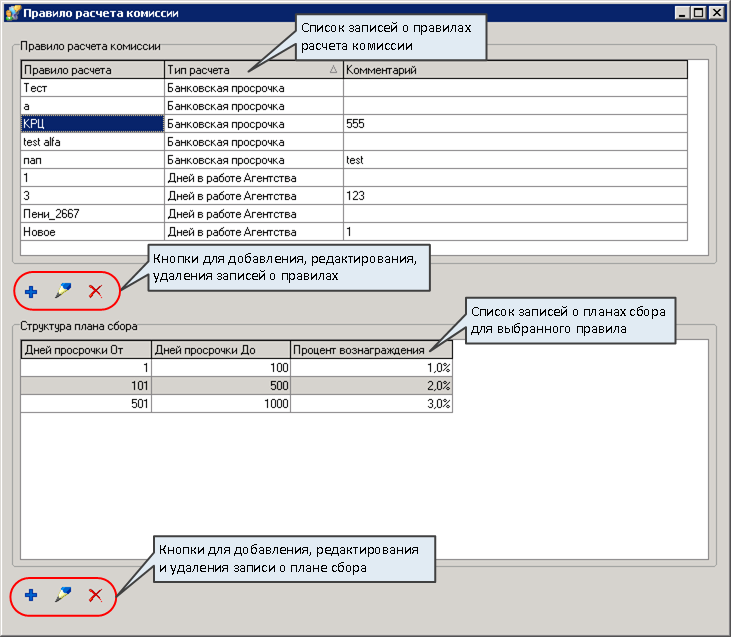 Правило расчета комиссии
Список записей о правилах
расчета комиссии
Правило расчета комиссии
Правило расчета Тип расчета Комментарий
Тест Банковская просрочка
а Банковская просрочка
КРЦ Банковская просрочка 555
test alfa Банковская просрочка
пап Банковская просрочка test
1 Дней в работе Агентства
3 Дней в работе Агентства 123
Пени_2667 Дней в работе Агентства
Новое Дней в работе Агентства 1
Кнопки для добавления, редактирования,
удаления записей о правилах
Список записей о планах сбора
для выбранного правила
Структура плана сбора
Дней просрочки От Дней просрочки До Процент вознаграждения
1 100 1,0%
101 500 2,0%
501 1000 3,0%
Кнопки для добавления, редактирования
и удаления записи о плане сбора